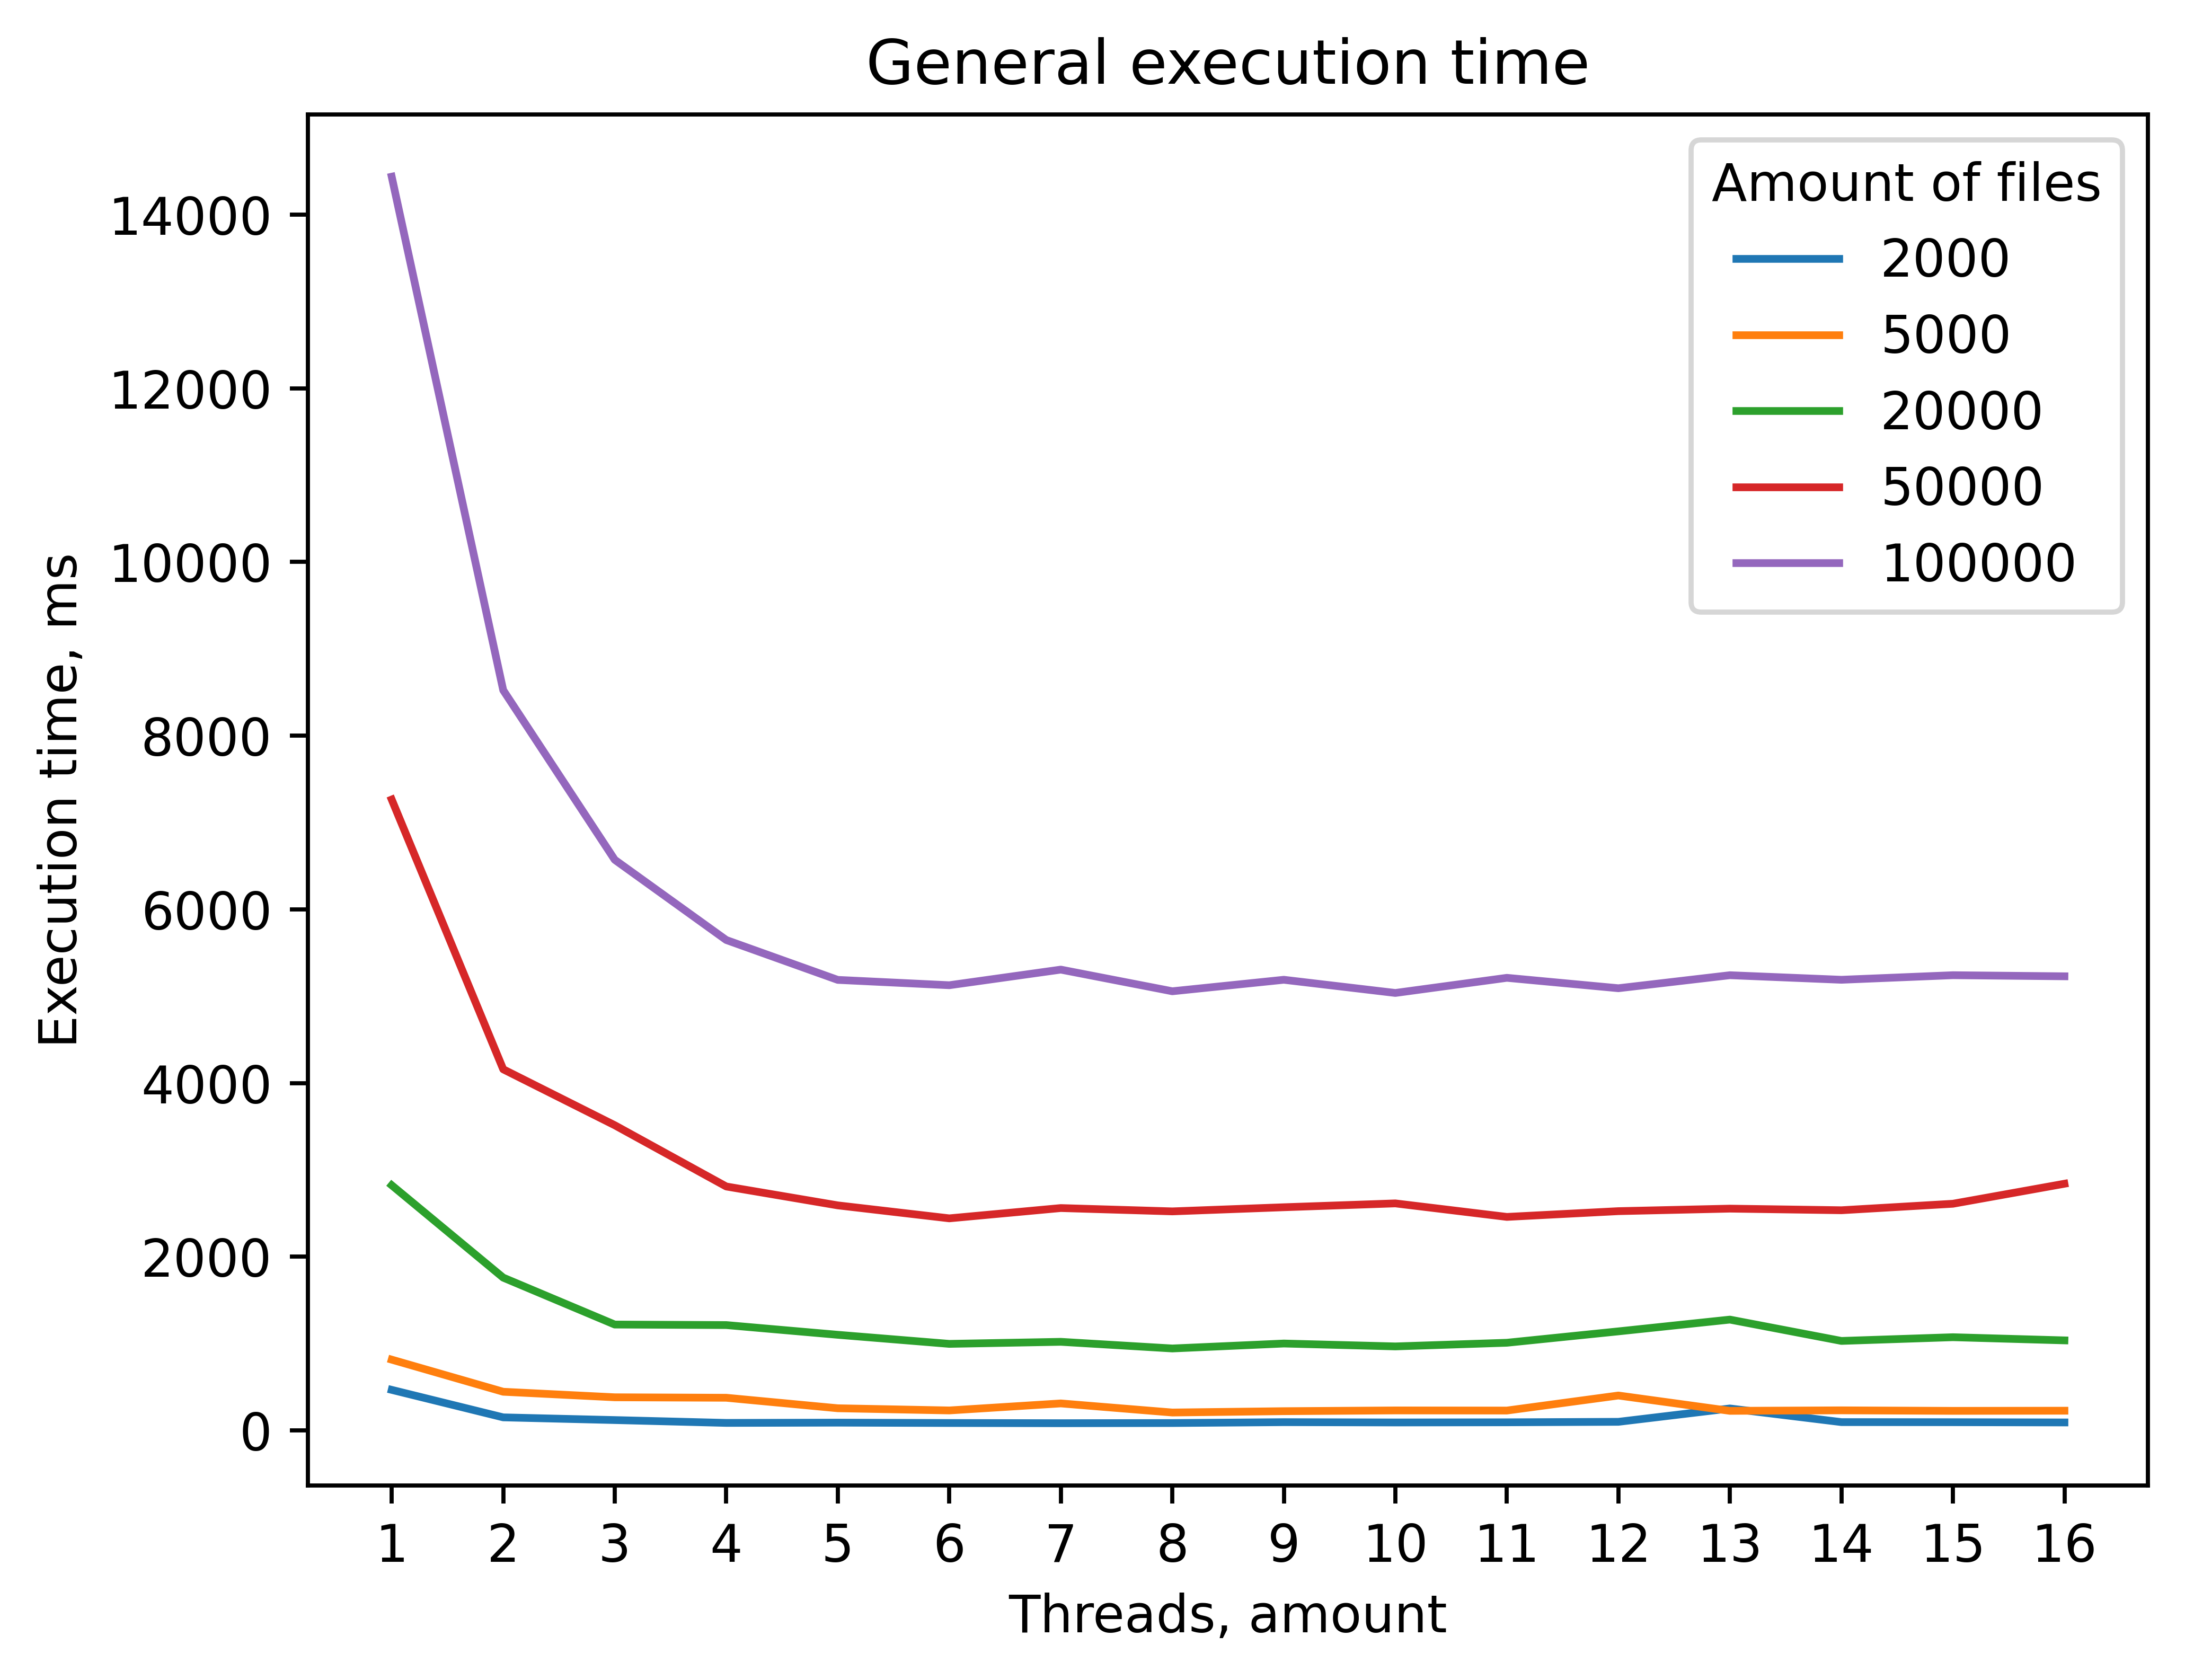 General execution time
Execution time, ms
14000
12000
10000
8000
6000
4000
2000
0
Amount of files
2000
5000
20000
50000
100000
1 2 3 4 5 6 7 8 9 10 11 12 13 14 15 16
Threads, amount